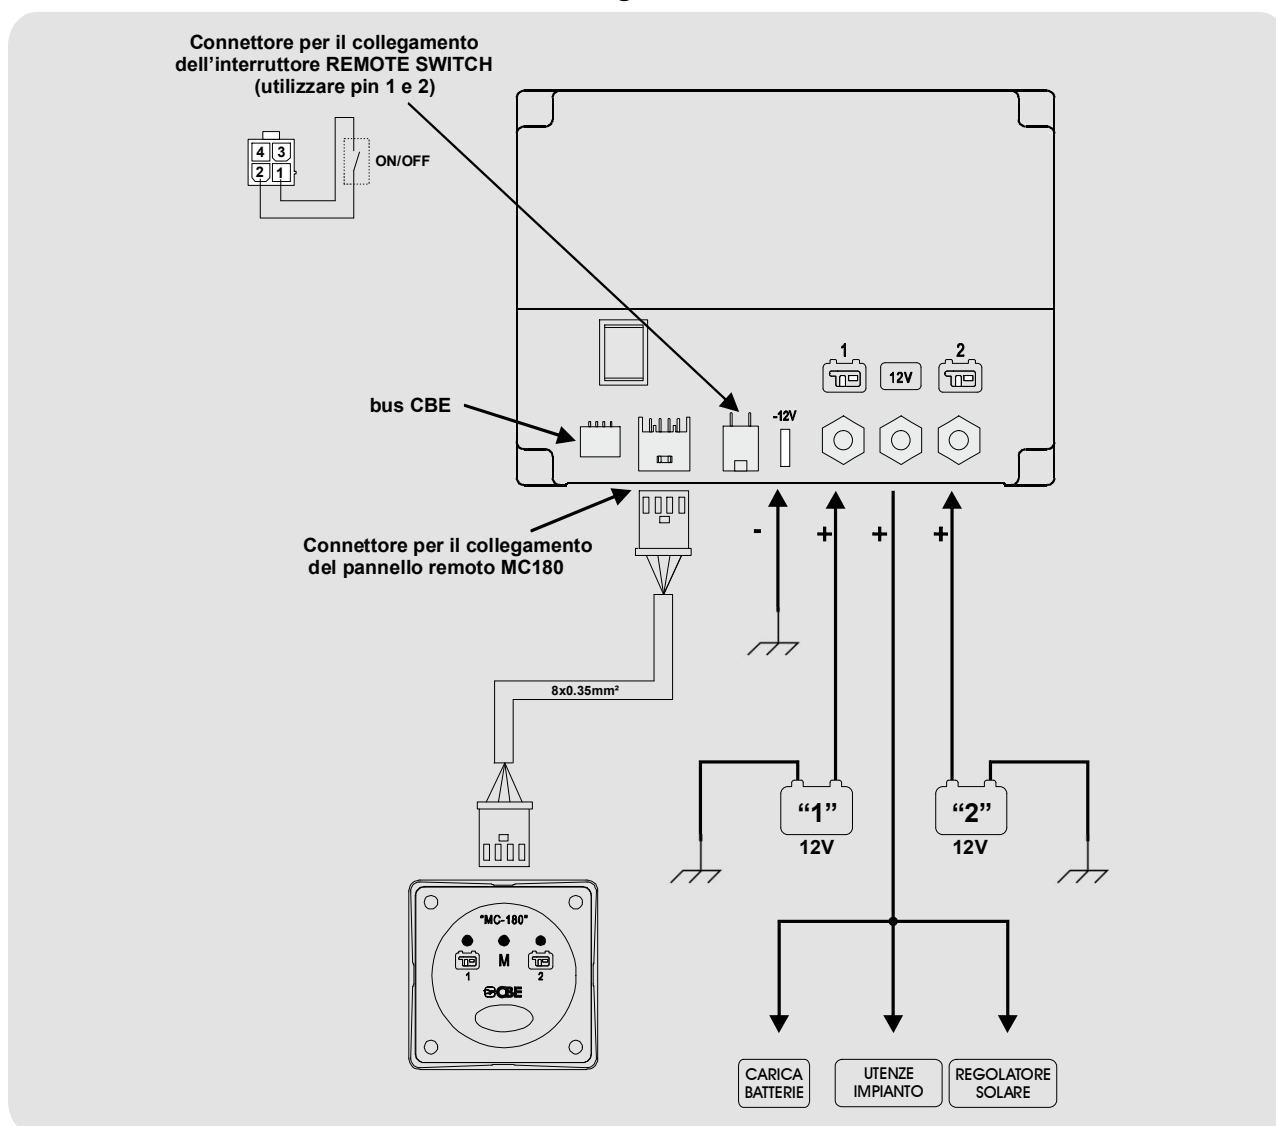 Connettore per il collegamento
dell’interruttore REMOTE SWITCH
(utilizzare pin 1 e 2)
4 3
2 1
ON/OFF
1 2
12V
bus CBE
-12V
- + + +
Connettore per il collegamento
del pannello remoto MC180
8x0.35mm²
“1” “2”
12V 12V
"MC-180"
M
1 2
CBE
CARICA
BATTERIE
UTENZE
IMPIANTO
REGOLATORE
SOLARE